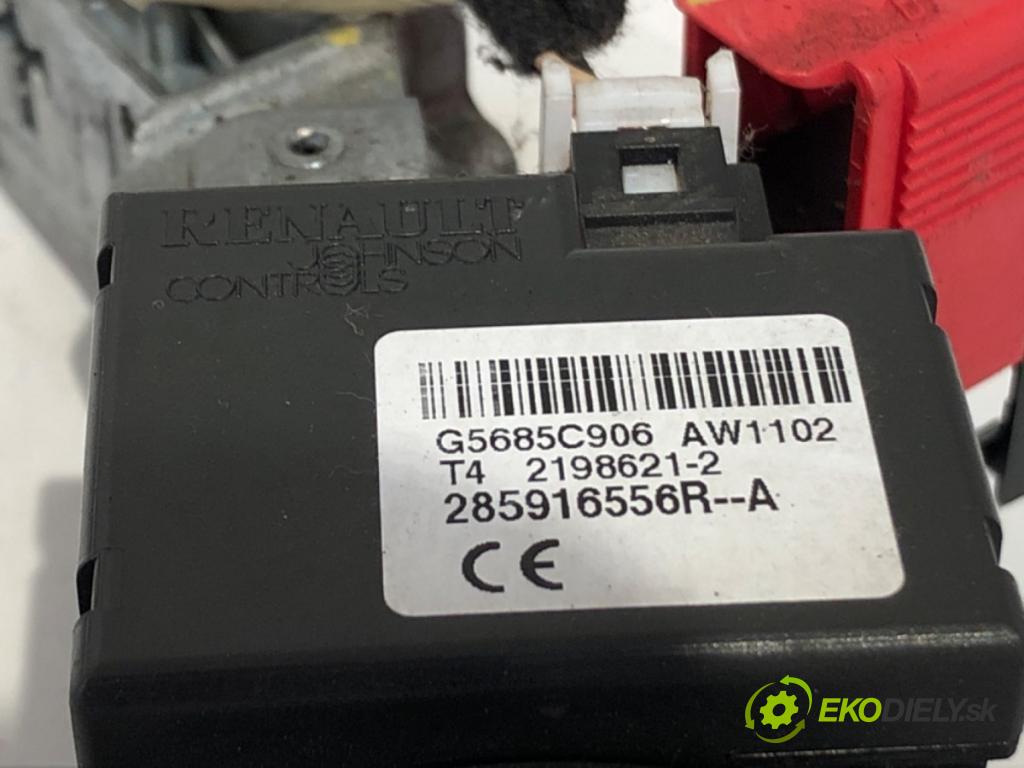 RENAULT
JOHNSON
CONTROLS
G5685C906 AW1102
T4 2198621-2
285916556R--A
CE
EKODIELY.sk